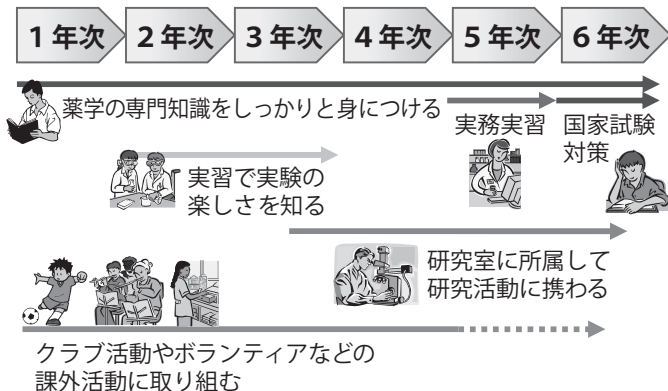 1年次 2年次 3年次 4年次 5年次 6年次
薬学の専門知識をしっかりと身につける
実務実習
国家試験
対策
実習で実験の
楽しさを知る
研究室に所属して
研究活動に携わる
クラブ活動やボランティアなどの
課外活動に取り組む